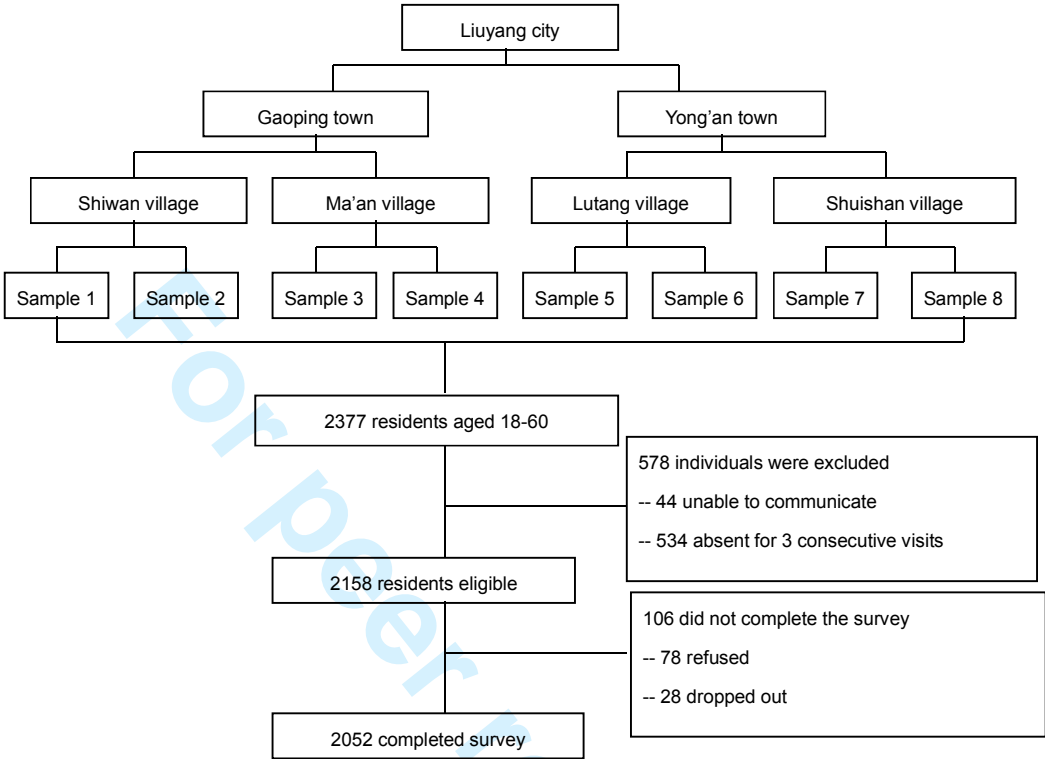 Liuyang city
Gaoping town
Yong’an town
Shiwan village
Ma’an village
Lutang village
Shuishan village
Sample 1
Sample 2
Sample 3
Sample 4
Sample 5
Sample 6
Sample 7
Sample 8
2377 residents aged 18-60
578 individuals were excluded
-- 44 unable to communicate
-- 534 absent for 3 consecutive visits
2158 residents eligible
106 did not complete the survey
-- 78 refused
-- 28 dropped out
2052 completed survey
For peer r